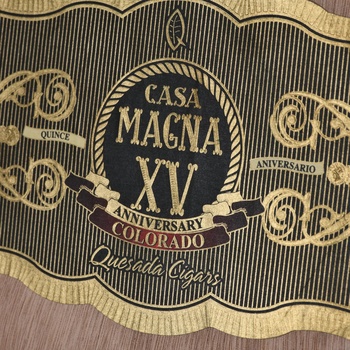 CASA
MAGNA
XV
QUINCE
ANIVERSARIO
ANNIVERSARY
COLORADO
Quesada Cigars